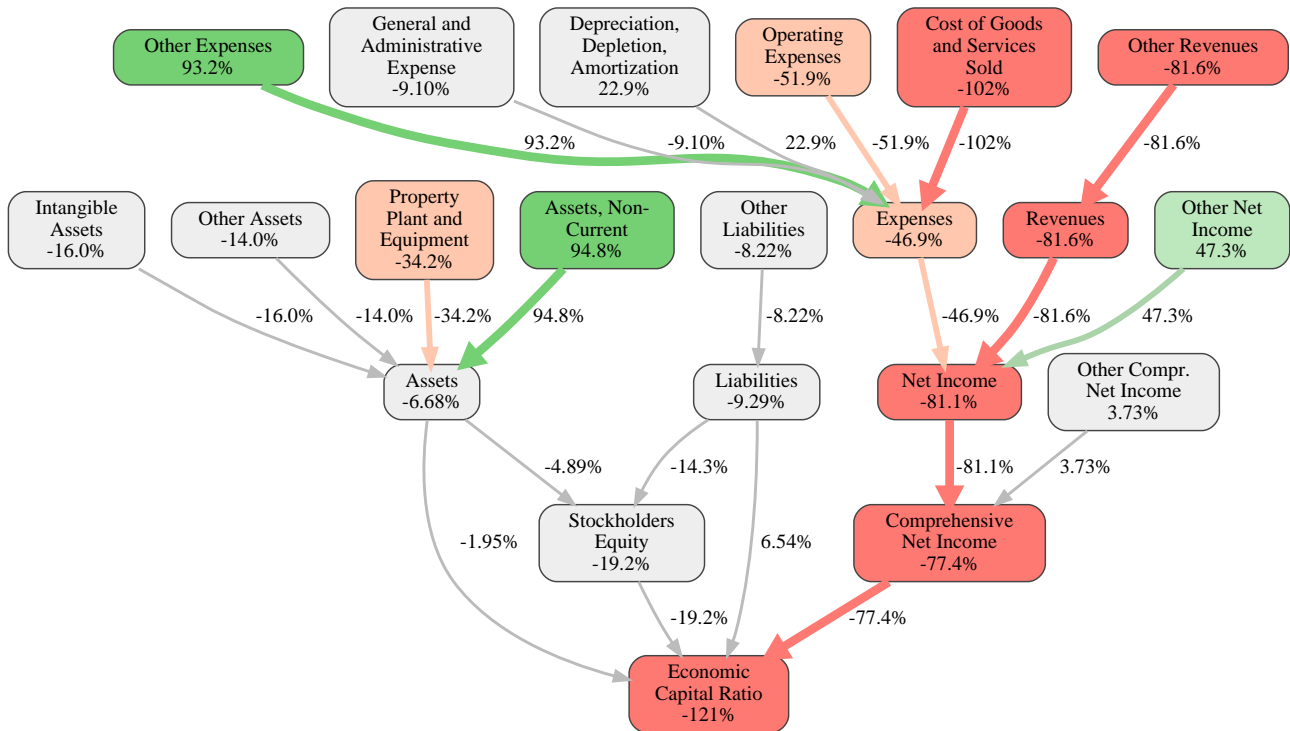 Other Expenses
93.2%
General and
Administrative
Expense
-9.10%
Depreciation,
Depletion,
Amortization
22.9%
Operating
Expenses
-51.9%
Cost of Goods
and Services
Sold
-102%
Other Revenues
-81.6%
93.2%
-9.10%
22.9%
-51.9%
-102%
-81.6%
Intangible
Assets
-16.0%
Other Assets
-14.0%
Property
Plant and
Equipment
-34.2%
Assets, Non-
Current
94.8%
Other
Liabilities
-8.22%
Expenses
-46.9%
Revenues
-81.6%
Other Net
Income
47.3%
-16.0%
-14.0%
-34.2%
94.8%
-8.22%
-46.9%
-81.6%
47.3%
Assets
-6.68%
Liabilities
-9.29%
Net Income
-81.1%
Other Compr.
Net Income
3.73%
-4.89%
-14.3%
-81.1%
3.73%
-1.95%
Stockholders
Equity
-19.2%
6.54%
Comprehensive
Net Income
-77.4%
-19.2%
-77.4%
Economic
Capital Ratio
-121%